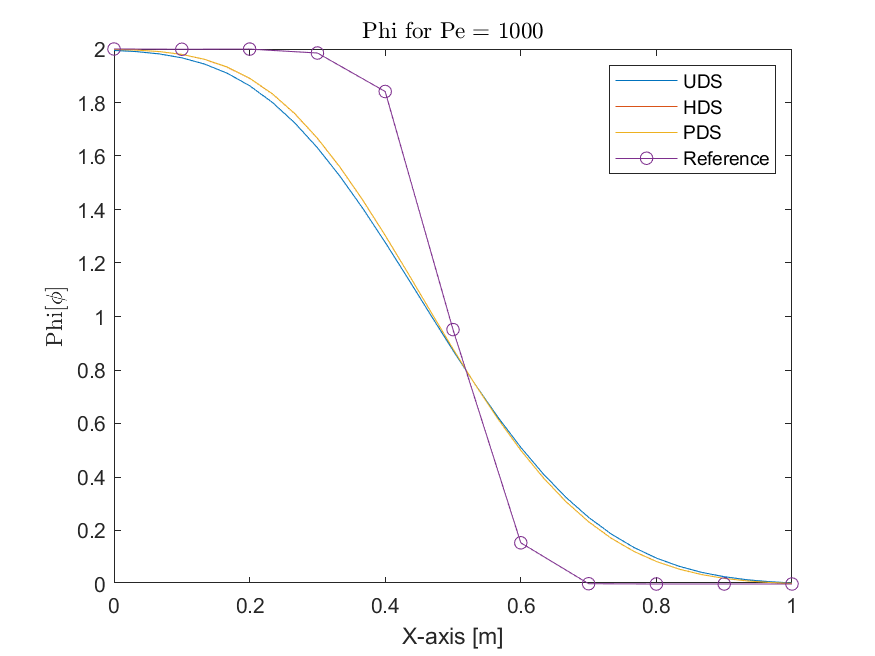 Phi for Pe = 1000
2
1.8
1.6
1.4
1.2
1
0.8
0.6
0.4
0.2
0
Phi[ϕ]
UDS
HDS
PDS
Reference
0 0.2 0.4 0.6 0.8 1
X-axis [m]